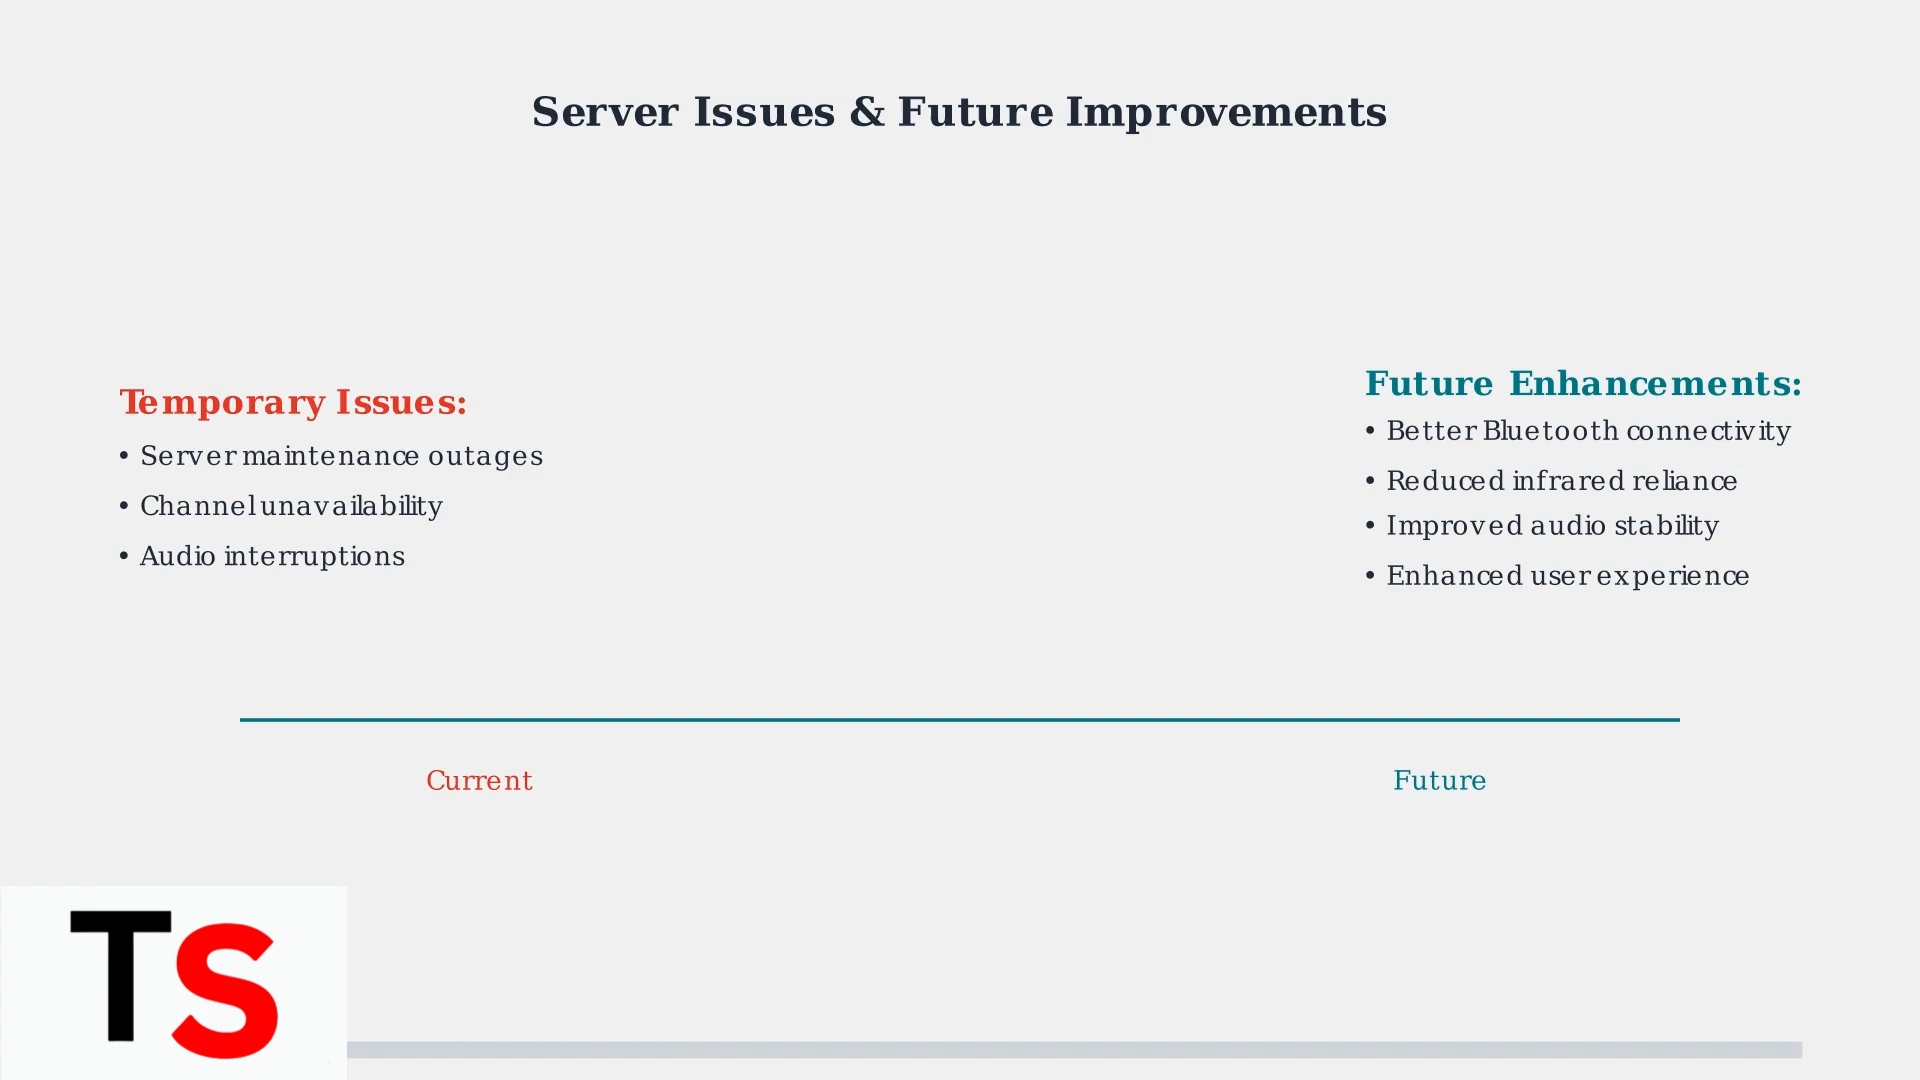 Server Issues & Future Improvements
Temporary Issues:
• Server maintenance outages
• Channel unavailability
• Audio interruptions
Future Enhancements:
• Better Bluetooth connectivity
• Reduced infrared reliance
• Improved audio stability
• Enhanced user experience
Current
Future
TS